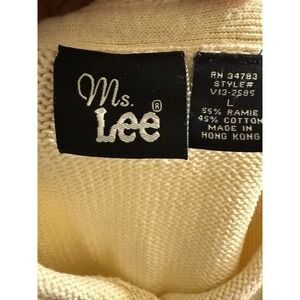 Ms.
Lee®
RN 34783
STYLE#
V13-2585
L
55% RAMIE
45% COTTON
MADE IN
HONG KONG